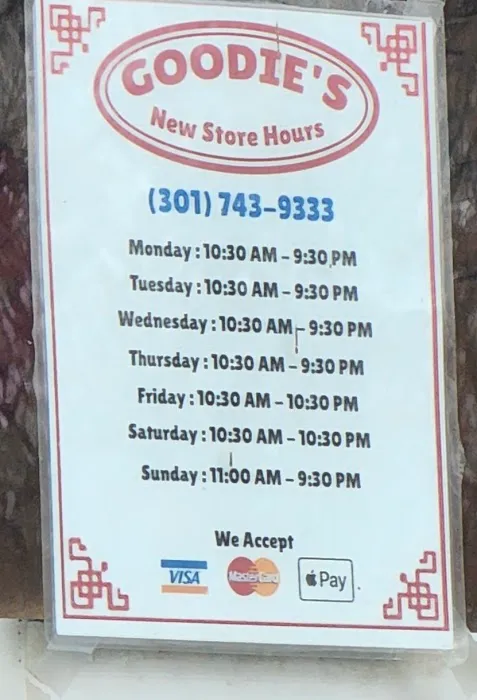 GOODIE'S
New Store Hours
(301) 743-9333
Monday : 10:30 AM – 9:30 PM
Tuesday : 10:30 AM – 9:30 PM
Wednesday : 10:30 AM – 9:30 PM
Thursday : 10:30 AM – 9:30 PM
Friday : 10:30 AM – 10:30 PM
Saturday : 10:30 AM – 10:30 PM
Sunday : 11:00 AM – 9:30 PM
We Accept
VISA MasterCard Pay